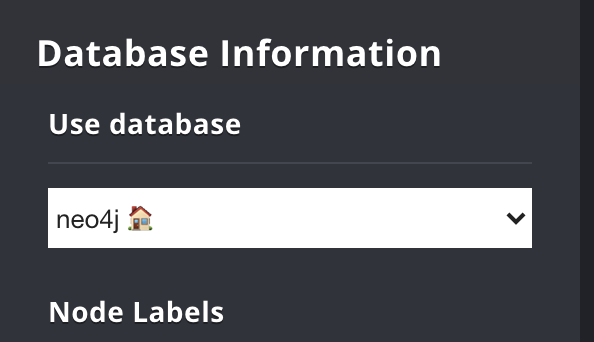 Database Information
Use database
neo4j 🏠
Node Labels